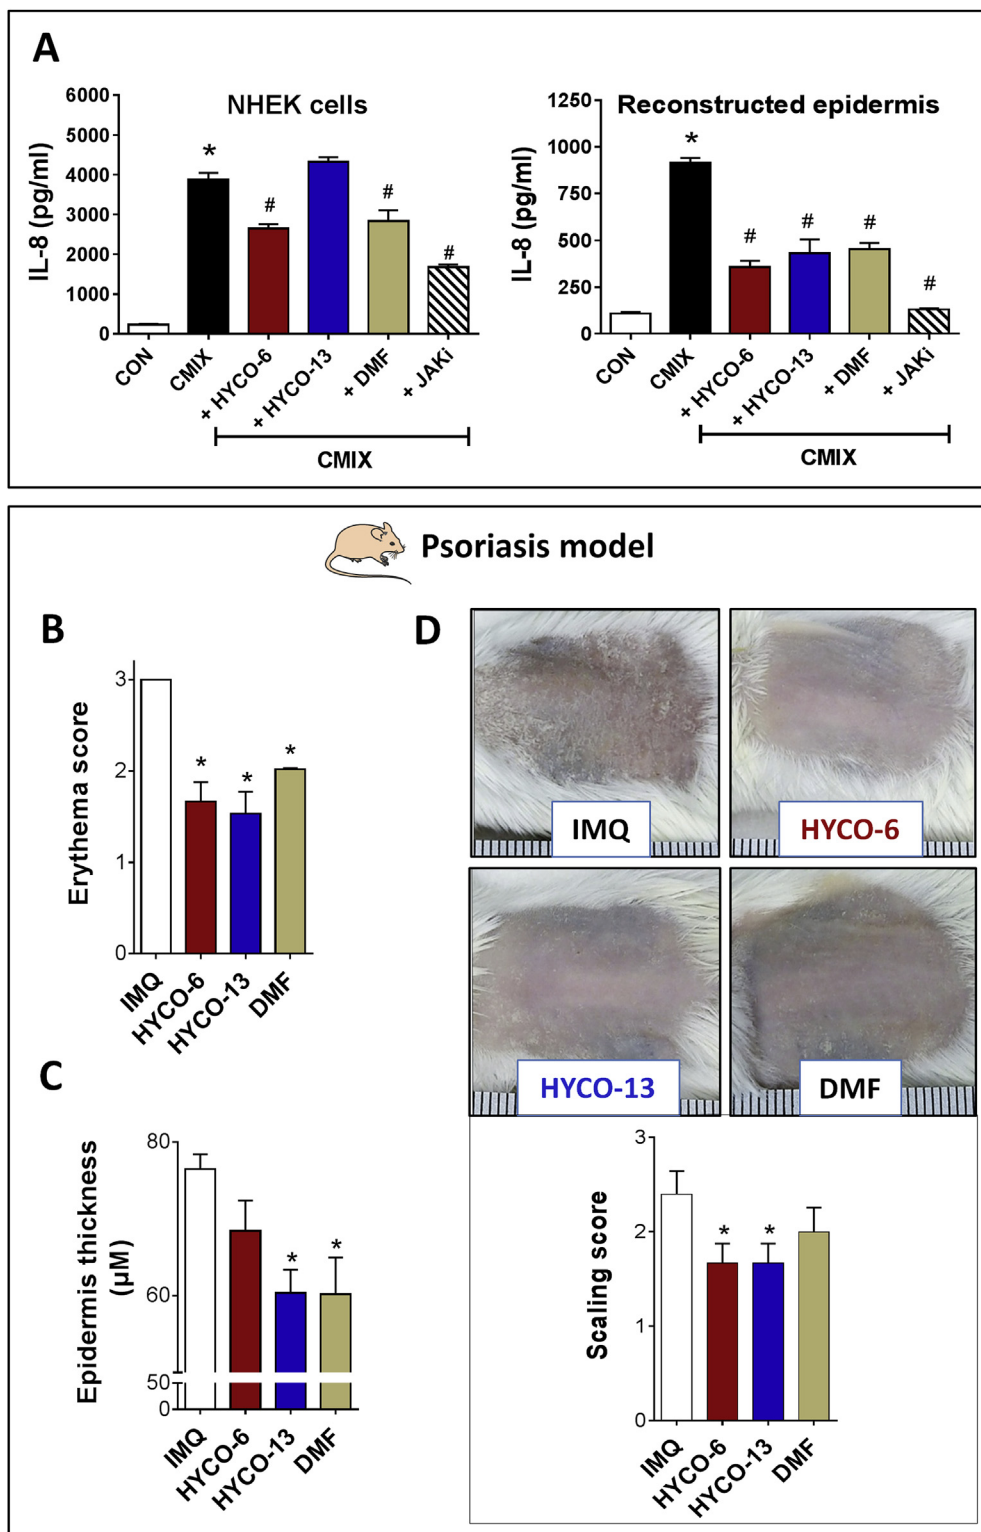 A
NHEK cells
IL-8 (pg/ml)
6000
5000
4000
3000
2000
1000
0
*
#
#
#
CON
CMIX
+ HYCO-6
+ HYCO-13
+ DMF
+ JAKi
CMIX
Reconstructed epidermis
IL-8 (pg/ml)
1250
1000
750
500
250
0
*
#
#
#
#
CON
CMIX
+ HYCO-6
+ HYCO-13
+ DMF
+ JAKi
CMIX
Psoriasis model
B
Erythema score
3
2
1
0
*
*
*
IMQ
HYCO-6
HYCO-13
DMF
C
Epidermis thickness
(µM)
80
60
50
0
*
*
IMQ
HYCO-6
HYCO-13
DMF
D
IMQ
HYCO-6
HYCO-13
DMF
Scaling score
3
2
1
0
*
*
IMQ
HYCO-6
HYCO-13
DMF